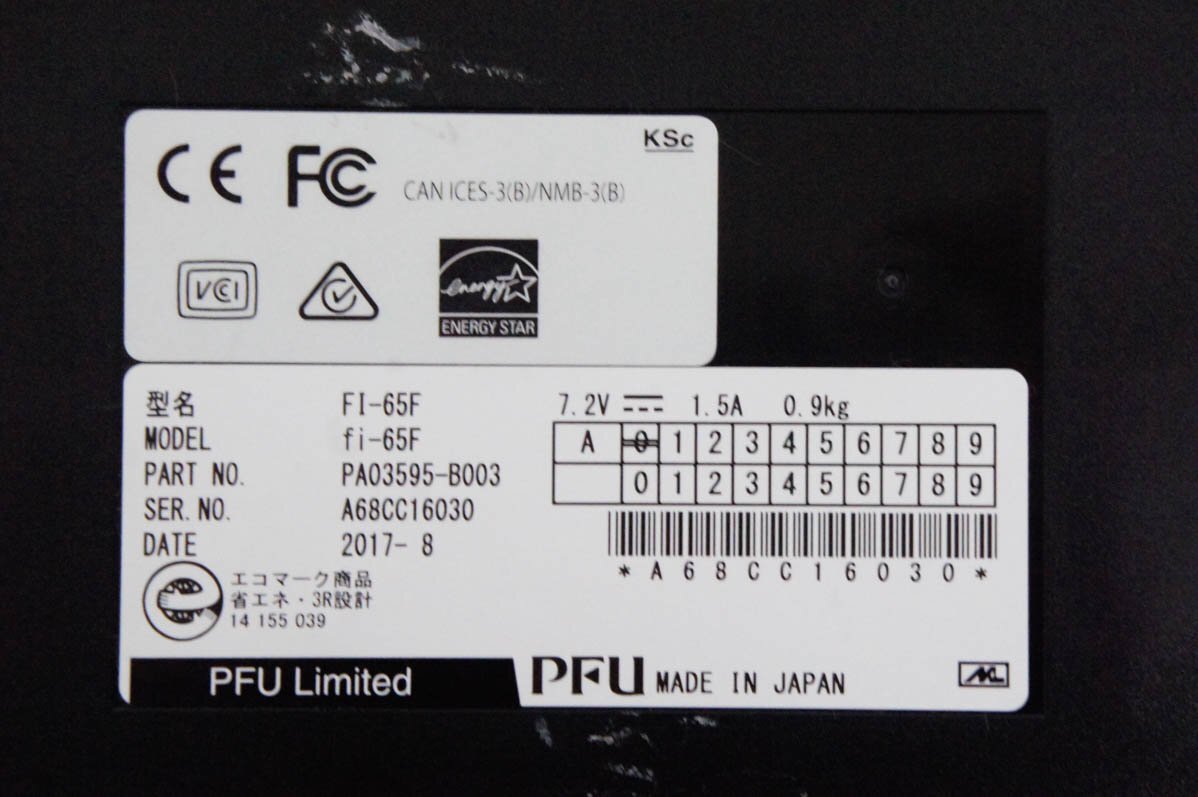 KSc
CE FC CAN ICES-3(B)/NMB-3(B)
VCI
energy
ENERGY STAR
型名 FI-65F 7.2V 1.5A 0.9kg
MODEL fi-65F
PART NO. PA03595-B003
SER.NO. A68CC16030
DATE 2017- 8
A 0 1 2 3 4 5 6 7 8 9
0 1 2 3 4 5 6 7 8 9
*A68CC16030*
エコマーク商品
省エネ・3R設計
14 155 039
PFU Limited PFU MADE IN JAPAN